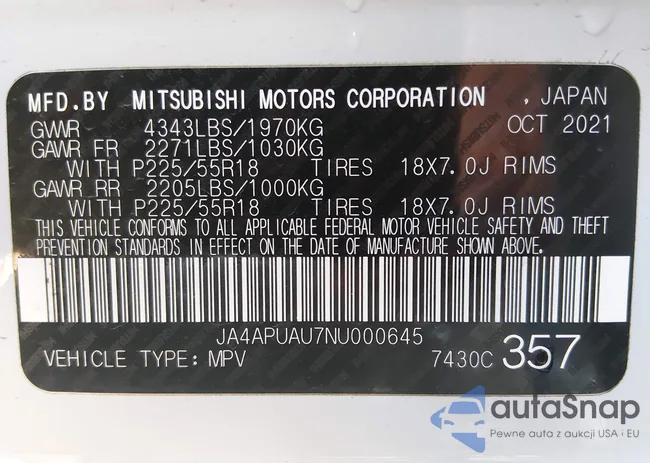 MFD.BY MITSUBISHI MOTORS CORPORATION , JAPAN
GVWR 4343LBS/1970KG OCT 2021
GAWR FR 2271LBS/1030KG
WITH P225/55R18 TIRES 18X7.0J RIMS
GAWR RR 2205LBS/1000KG
WITH P225/55R18 TIRES 18X7.0J RIMS
THIS VEHICLE CONFORMS TO ALL APPLICABLE FEDERAL MOTOR VEHICLE SAFETY AND THEFT
PREVENTION STANDARDS IN EFFECT ON THE DATE OF MANUFACTURE SHOWN ABOVE.
JA4APUAU7NU000645
VEHICLE TYPE: MPV 7430C 357
autaSnap
Pewne auta z aukcji USA i EU